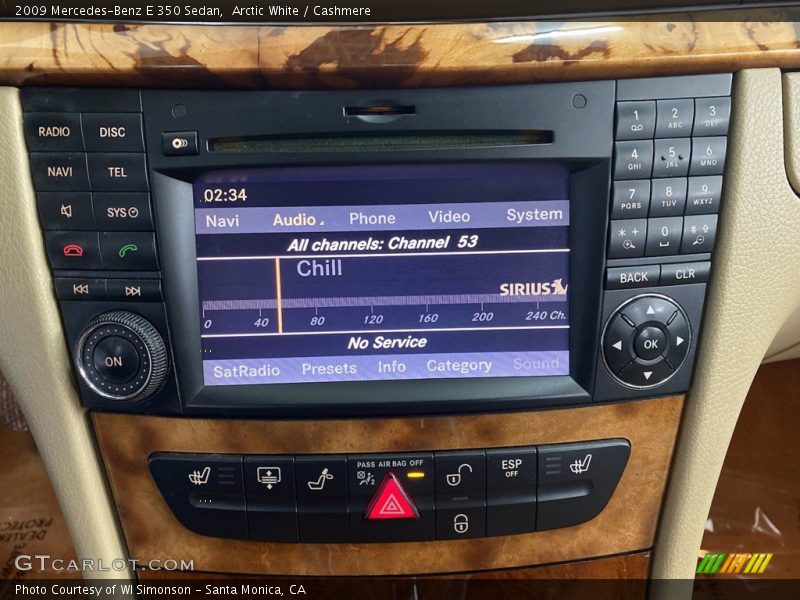 2009 Mercedes-Benz E 350 Sedan, Arctic White / Cashmere
RADIO DISC
NAVI TEL
SYS
ON
02:34
Navi Audio Phone Video System
All channels: Channel 53
Chill
SIRIUS
0 40 80 120 160 200 240 Ch.
No Service
SatRadio Presets Info Category Sound
1 2 ABC 3 DEF
4 GHI 5 JKL 6 MNO
7 PQRS 8 TUV 9 WXYZ
* 0 #
BACK CLR
OK
PASS AIR BAG OFF
ESP
OFF
PROTE
DEALER
GTCARLOT.COM
Photo Courtesy of WI Simonson - Santa Monica, CA